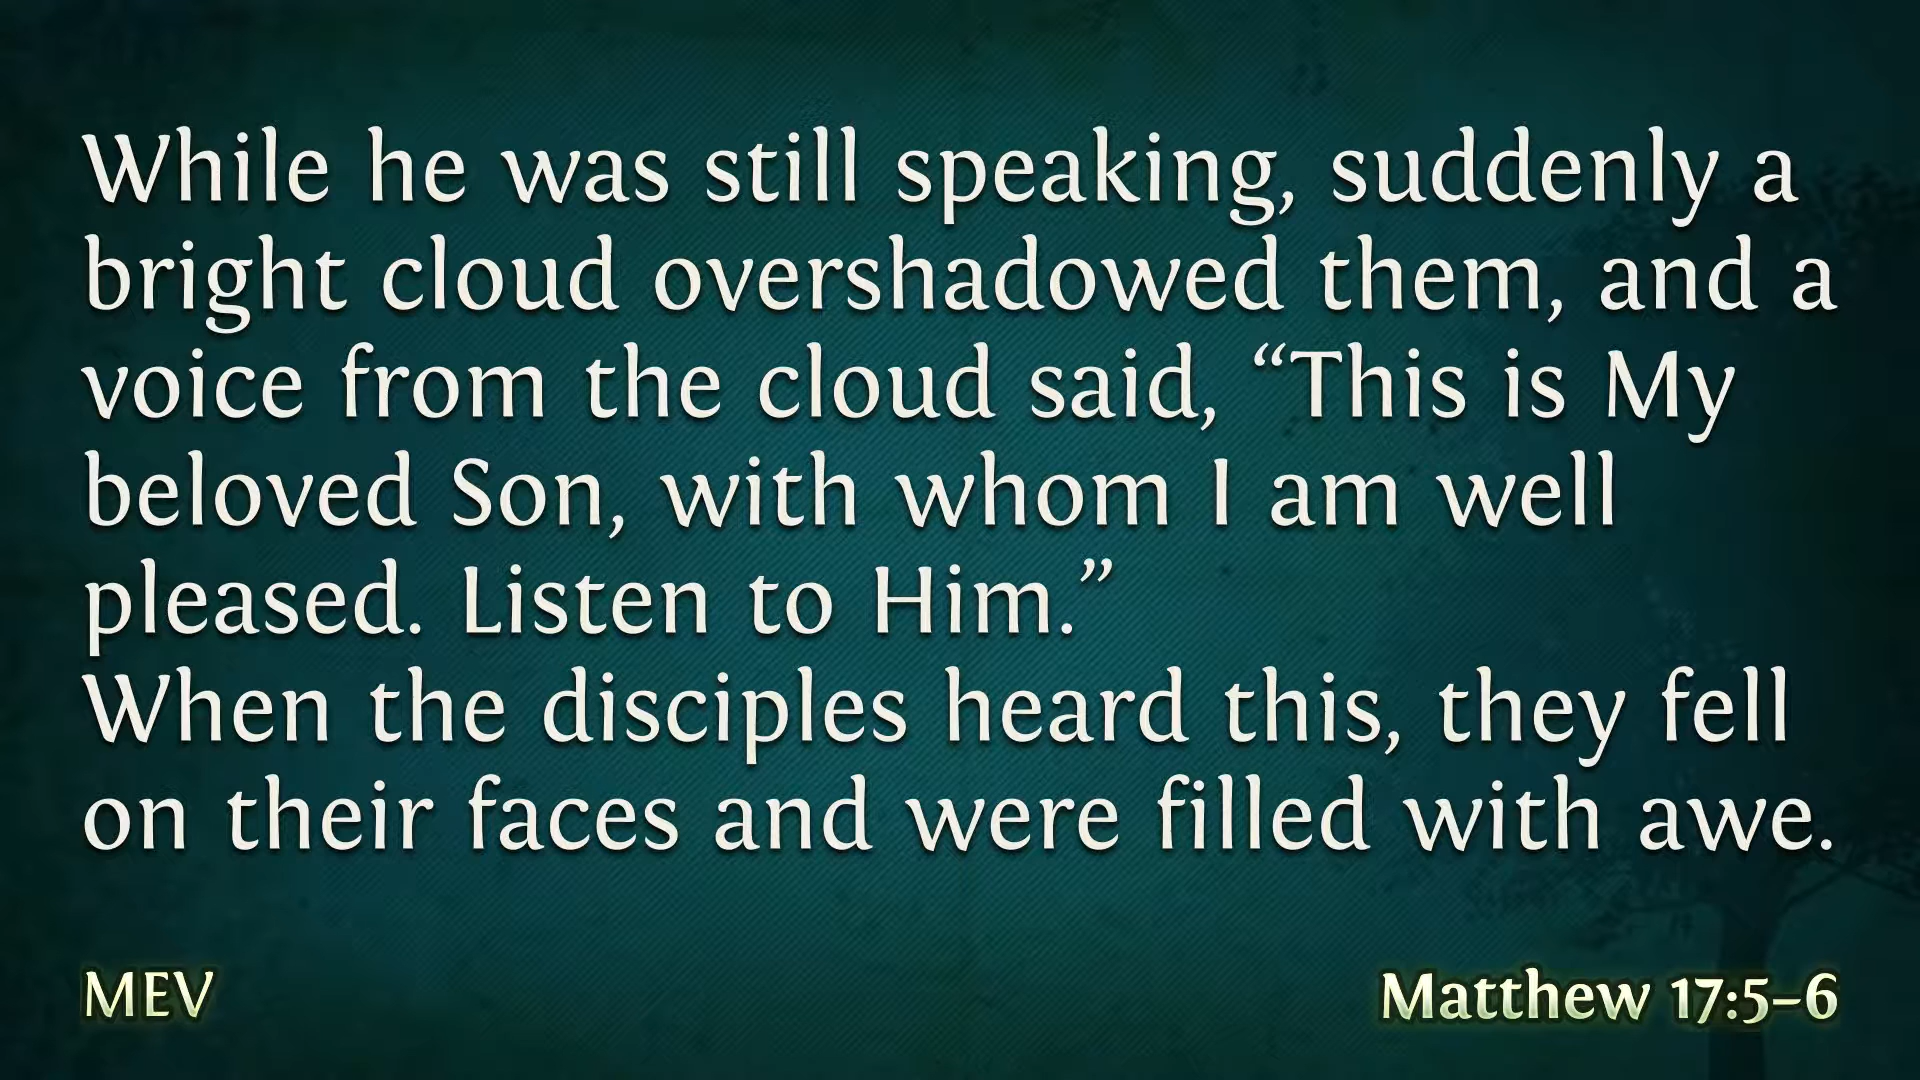 While he was still speaking, suddenly a
bright cloud overshadowed them, and a
voice from the cloud said, “This is My
beloved Son, with whom I am well
pleased. Listen to Him.”
When the disciples heard this, they fell
on their faces and were filled with awe.
MEV
Matthew 17:5–6